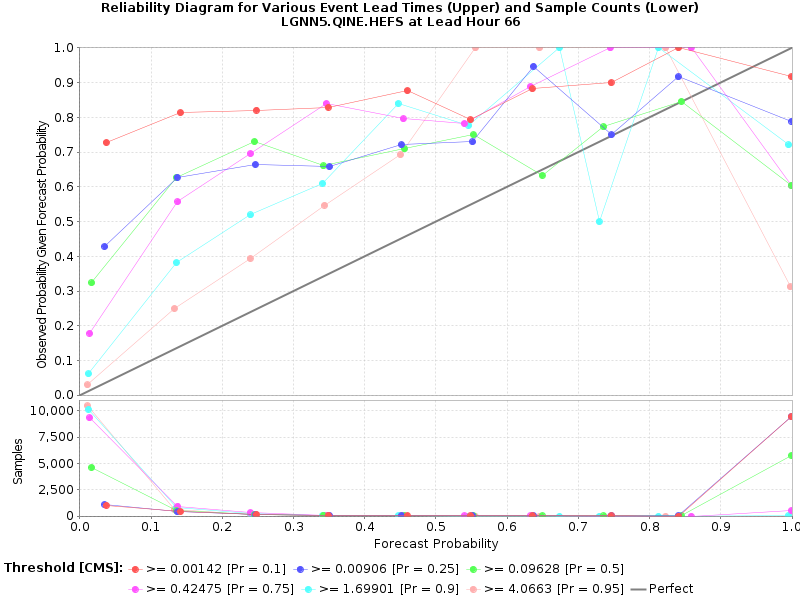 Reliability Diagram for Various Event Lead Times (Upper) and Sample Counts (Lower)
LGNN5.QINE.HEFS at Lead Hour 66
Observed Probability Given Forecast Probability
1.0
0.9
0.8
0.7
0.6
0.5
0.4
0.3
0.2
0.1
0.0
Samples
10,000
7,500
5,000
2,500
0
0.0 0.1 0.2 0.3 0.4 0.5 0.6 0.7 0.8 0.9 1.0
Forecast Probability
Threshold [CMS]: >= 0.00142 [Pr = 0.1] >= 0.00906 [Pr = 0.25] >= 0.09628 [Pr = 0.5]
>= 0.42475 [Pr = 0.75] >= 1.69901 [Pr = 0.9] >= 4.0663 [Pr = 0.95] Perfect